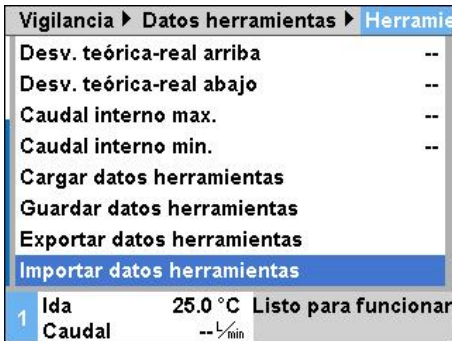 Vigilancia ▶ Datos herramientas ▶ Herramie
Desv. teórica-real arriba --
Desv. teórica-real abajo --
Caudal interno max. --
Caudal interno min. --
Cargar datos herramientas
Guardar datos herramientas
Exportar datos herramientas
Importar datos herramientas
1 Ida 25.0 °C Listo para funcionar
Caudal -- L/min